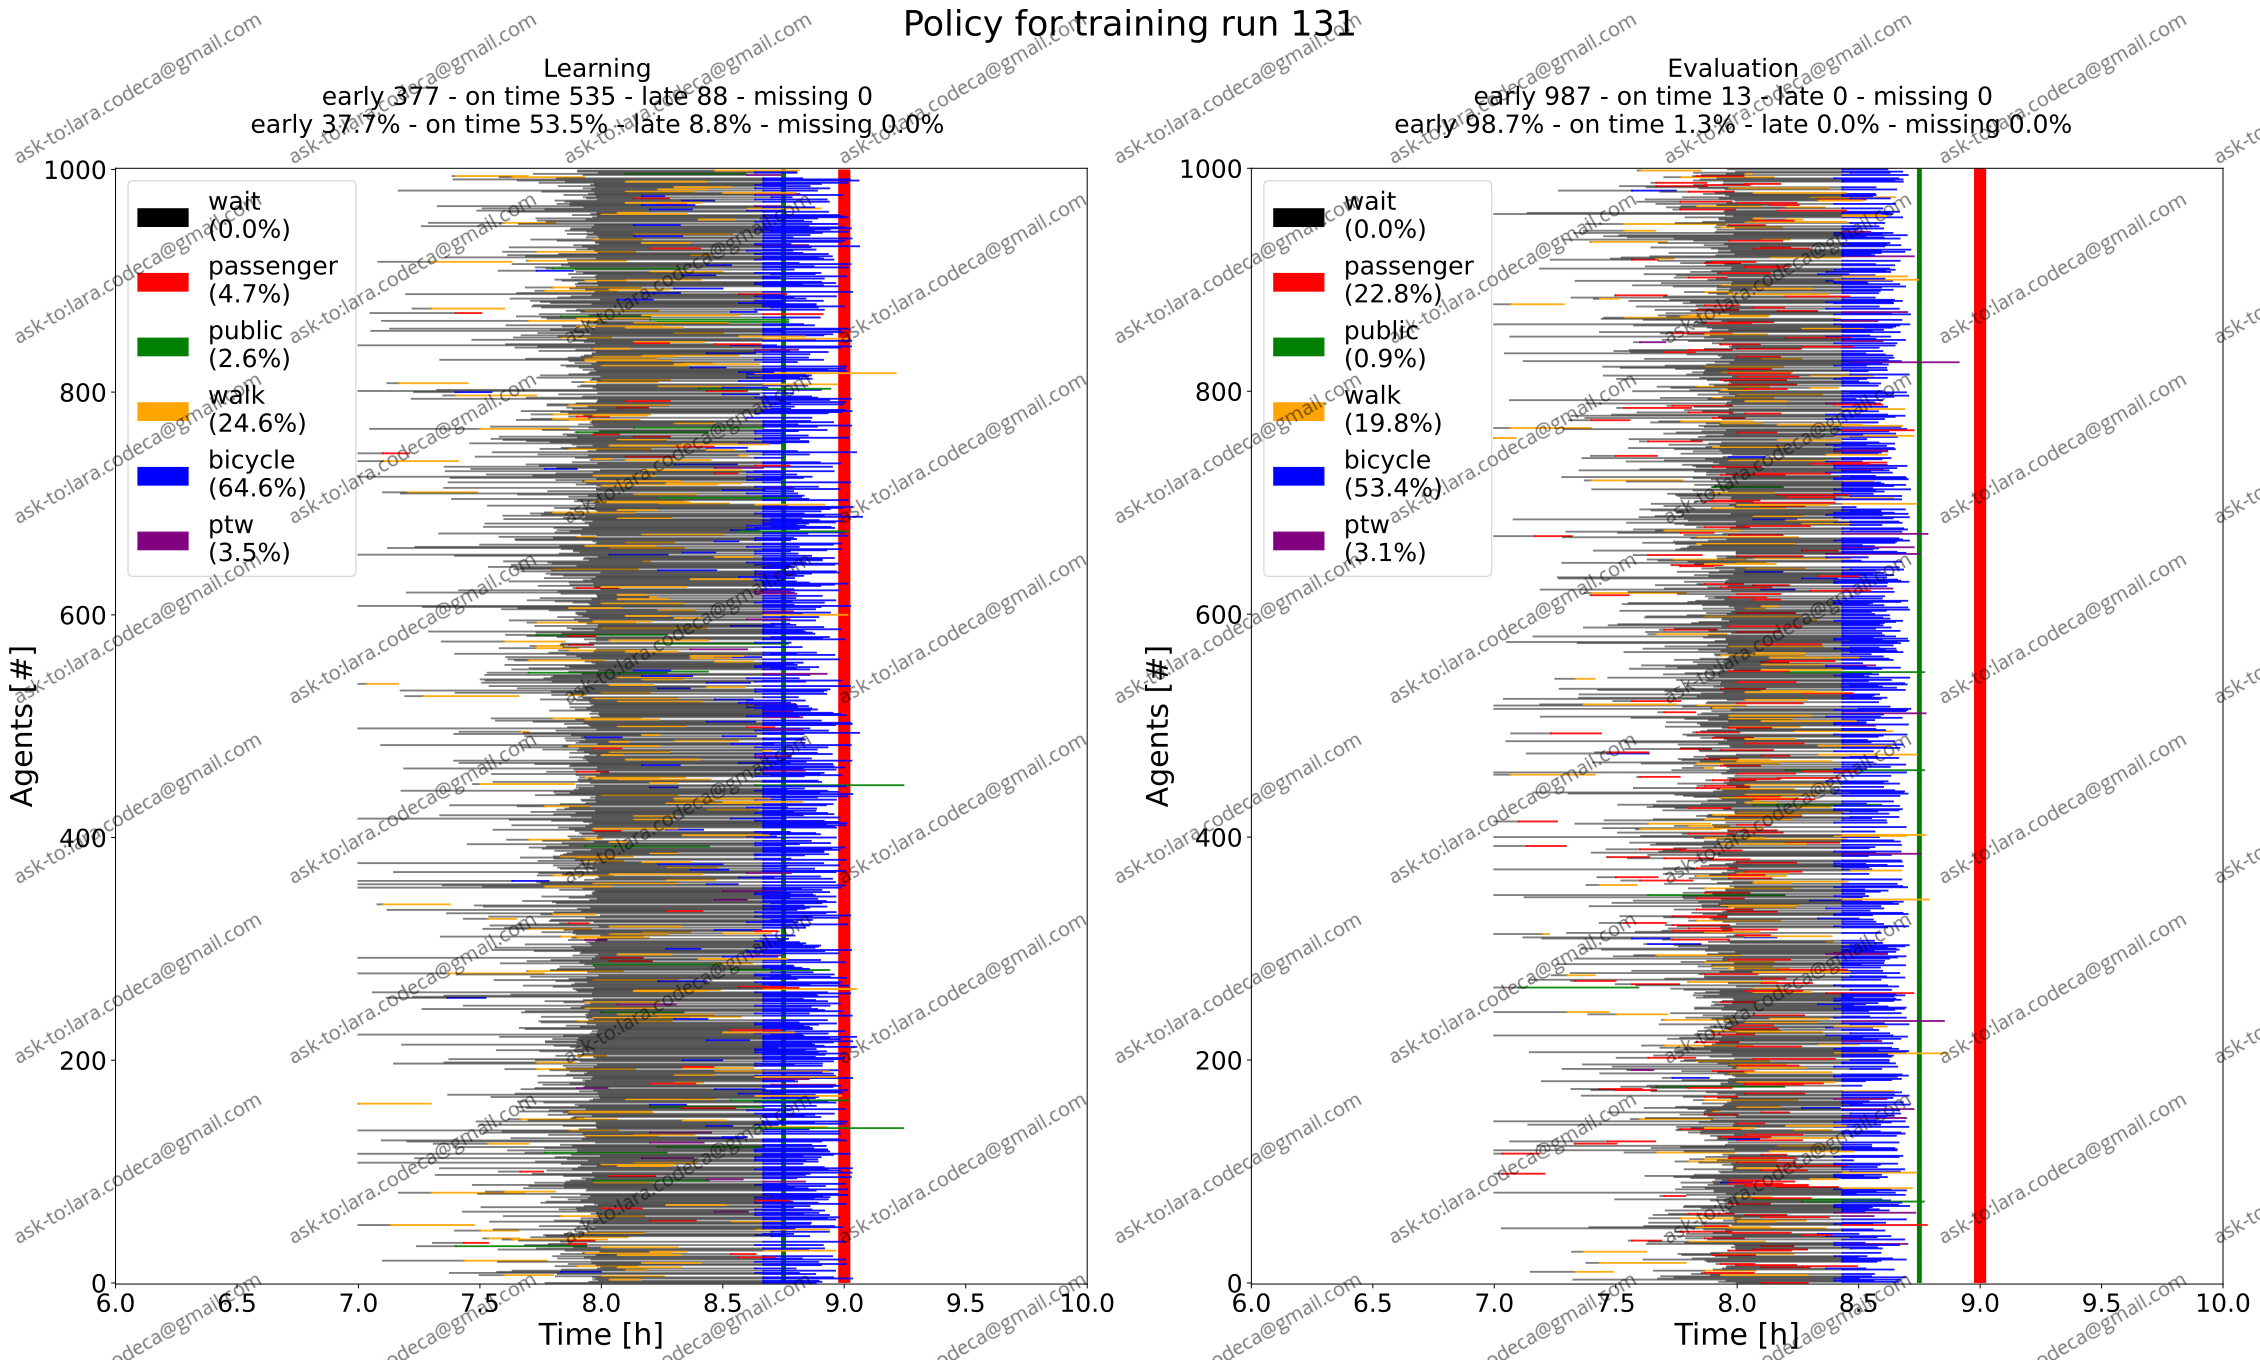 Policy for training run 131
Learning
early 377 - on time 535 - late 88 - missing 0
early 37.7% - on time 53.5% - late 8.8% - missing 0.0%
1000
800
600
400
200
0
Agents [#]
wait
(0.0%)
passenger
(4.7%)
public
(2.6%)
walk
(24.6%)
bicycle
(64.6%)
ptw
(3.5%)
6.0 6.5 7.0 7.5 8.0 8.5 9.0 9.5 10.0
Time [h]
Evaluation
early 987 - on time 13 - late 0 - missing 0
early 98.7% - on time 1.3% - late 0.0% - missing 0.0%
1000
800
600
400
200
0
Agents [#]
wait
(0.0%)
passenger
(22.8%)
public
(0.9%)
walk
(19.8%)
bicycle
(53.4%)
ptw
(3.1%)
6.0 6.5 7.0 7.5 8.0 8.5 9.0 9.5 10.0
Time [h]
ask-to:lara.codeca@gmail.com